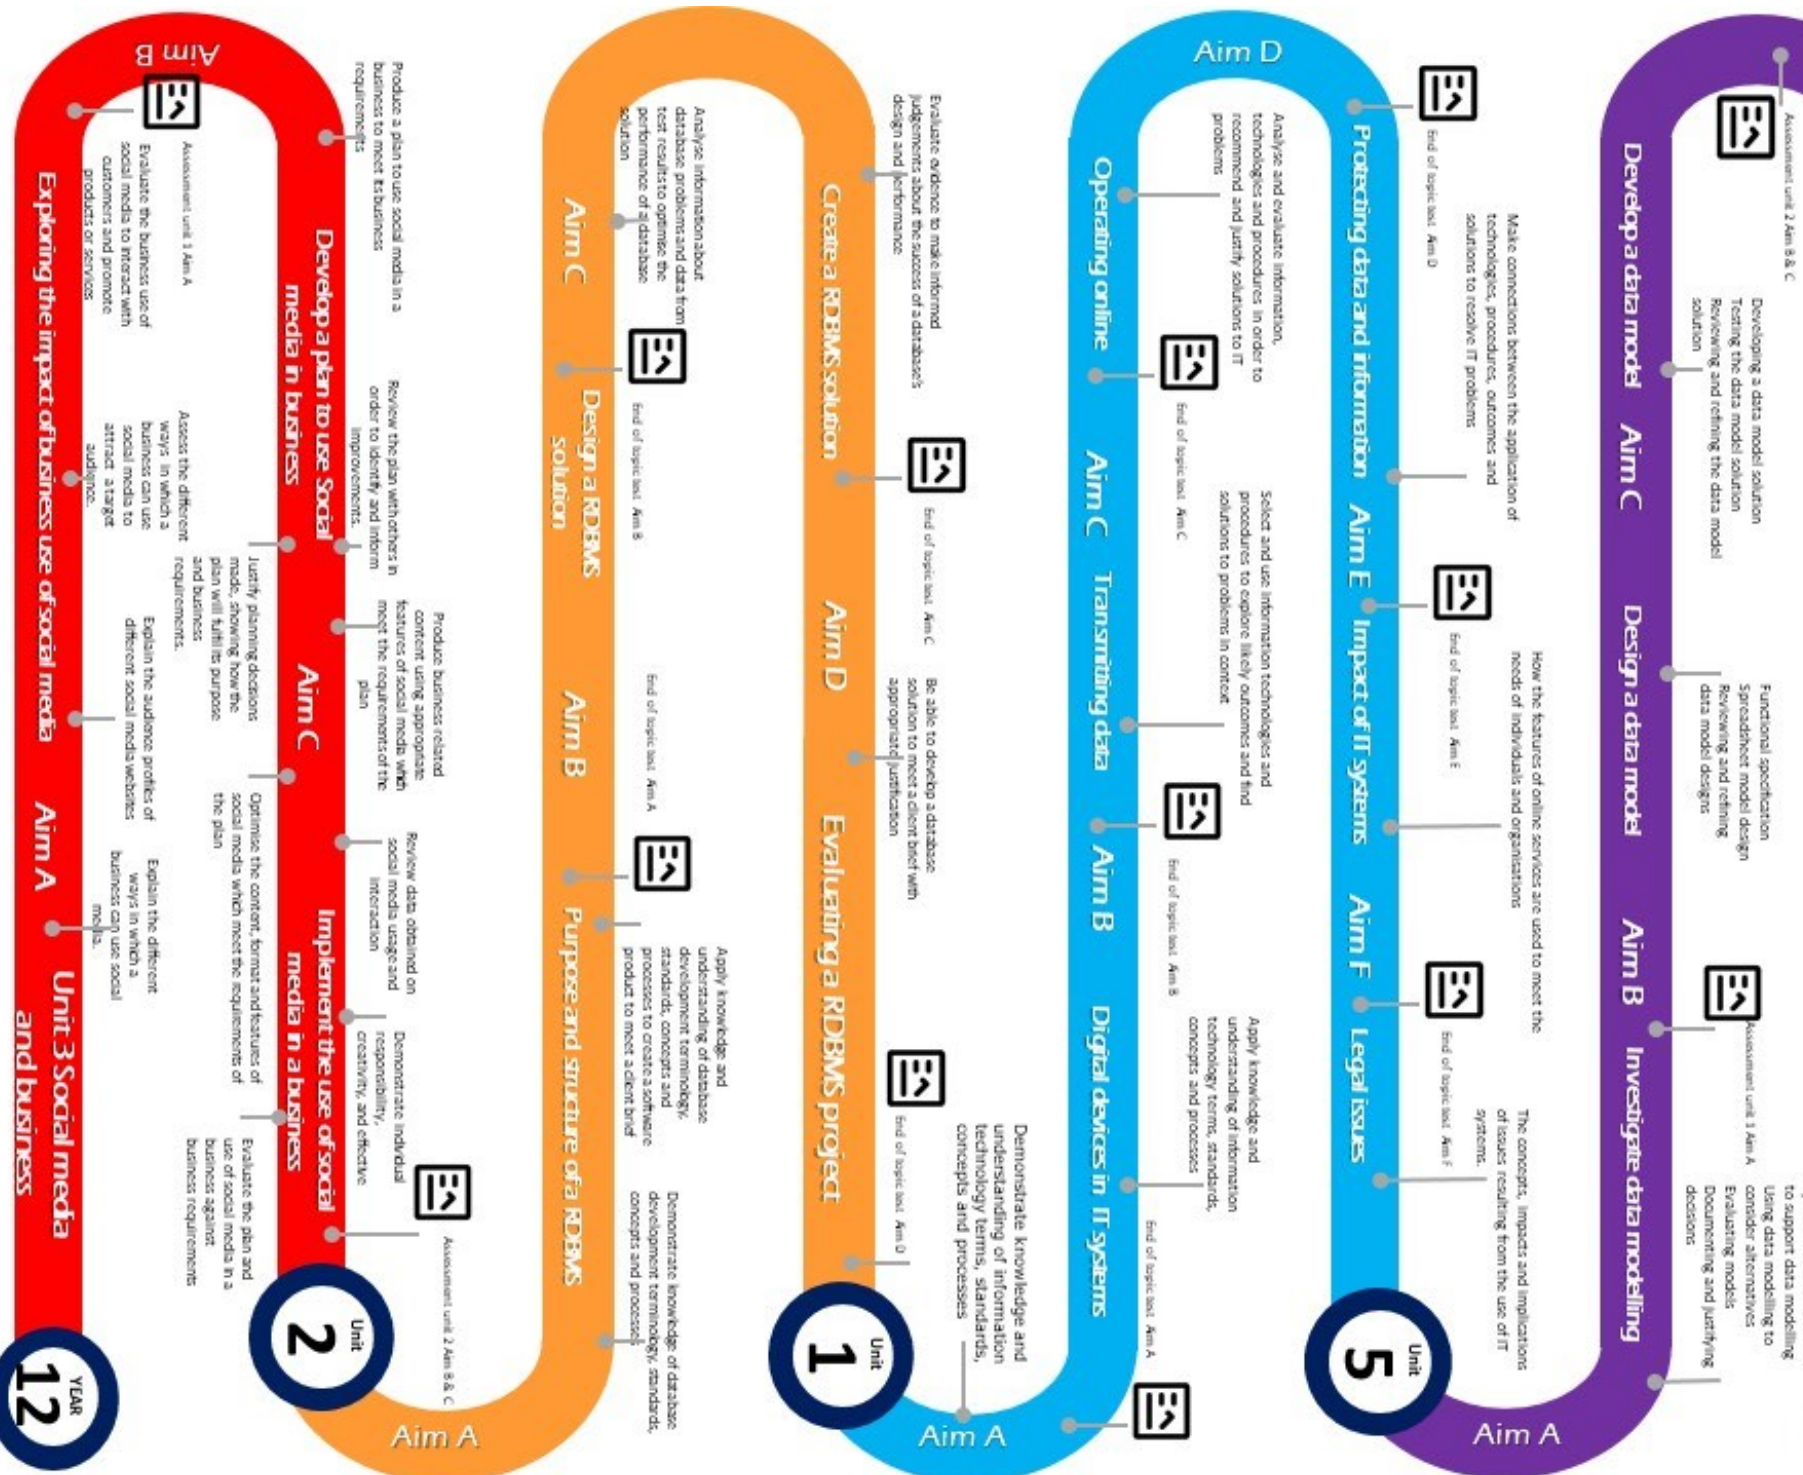 Assessment unit 2 Aim B & C
to support data modelling
Using data modelling to
consider alternatives
Evaluating models
Documenting and justifying
decisions
Developing a data model solution
Testing the data model solution
Reviewing and refining the data model
solution
Functional specification
Spreadsheet model design
Reviewing and refining
data model designs
Assessment unit 1 Aim A
Develop a data model
Aim C
Design a data model
Aim B
Investigate data modelling
Aim A
Unit
5
Make connections between the application of
technologies, procedures, outcomes and
solutions to resolve IT problems
How the features of online services are used to meet the
needs of individuals and organisations
The concepts, impacts and implications
of issues resulting from the use of IT
systems.
End of topic test Aim D
End of topic test Aim E
End of topic test Aim F
Aim D
Protecting data and information
Aim E
Impact of IT systems
Aim F
Legal issues
Analyse and evaluate information,
technologies and procedures in order to
recommend and justify solutions to IT
problems
Select and use information technologies and
procedures to explore likely outcomes and find
solutions to problems in context
Apply knowledge and
understanding of information
technology terms, standards,
concepts and processes
End of topic test Aim C
End of topic test Aim B
End of topic test Aim A
Operating online
Aim C
Transmitting data
Aim B
Digital devices in IT systems
Aim A
Demonstrate knowledge and
understanding of information
technology terms, standards,
concepts and processes
Unit
1
Evaluate evidence to make informed
judgements about the success of a database's
design and performance
Be able to develop a database
solution to meet a client brief with
appropriate justification
End of topic test Aim C
End of topic test Aim D
Create a RDBMS solution
Aim D
Evaluating a RDBMS project
Analyse information about
database problems and data from
test results to optimise the
performance of a database
solution
Apply knowledge and
understanding of database
development terminology,
standards, concepts and
processes to create a software
product to meet a client brief
Demonstrate knowledge of database
development terminology, standards,
concepts and processes
End of topic test Aim B
End of topic test Aim A
Aim C
Design a RDBMS
solution
Aim B
Purpose and structure of a RDBMS
Aim A
Unit
2
Produce a plan to use social media in a
business to meet its business
requirements
Review the plan with others in
order to identify and inform
improvements.
Produce business related
content using appropriate
features of social media which
meet the requirements of the
plan
Review data obtained on
social media usage and
interaction
Demonstrate individual
responsibility,
creativity, and effective
Assessment unit 2 Aim B & C
Aim B
Develop a plan to use Social
media in business
Aim C
Implement the use of social
media in a business
Justify planning decisions
made, showing how the
plan will fulfil its purpose
and business
requirements.
Optimise the content, format and features of
social media which meet the requirements of
the plan
Evaluate the plan and
use of social media in a
business against
business requirements
Assessment unit 1 Aim A
Evaluate the business use of
social media to interact with
customers and promote
products or services
Assess the different
ways in which a
business can use
social media to
attract a target
audience.
Explain the audience profiles of
different social media websites
Explain the different
ways in which a
business can use social
media.
Exploring the impact of business use of social media
Aim A
Unit 3 Social media
and business
YEAR
12